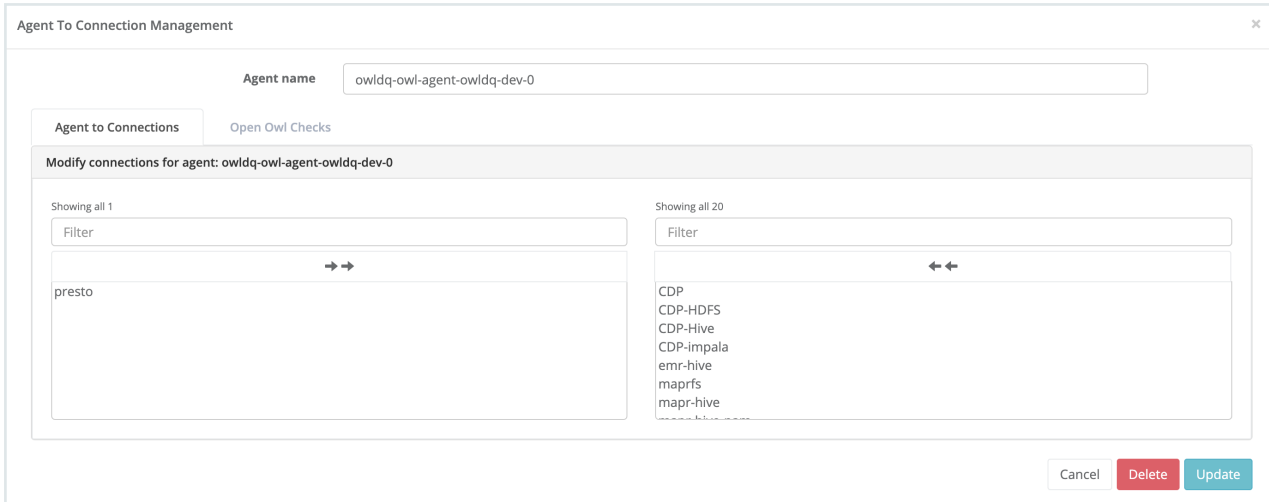 Agent To Connection Management
×
Agent name
owldq-owl-agent-owldq-dev-0
Agent to Connections
Open Owl Checks
Modify connections for agent: owldq-owl-agent-owldq-dev-0
Showing all 1
Filter
presto
Showing all 20
Filter
CDP
CDP-HDFS
CDP-Hive
CDP-impala
emr-hive
maprfs
mapr-hive
Cancel
Delete
Update